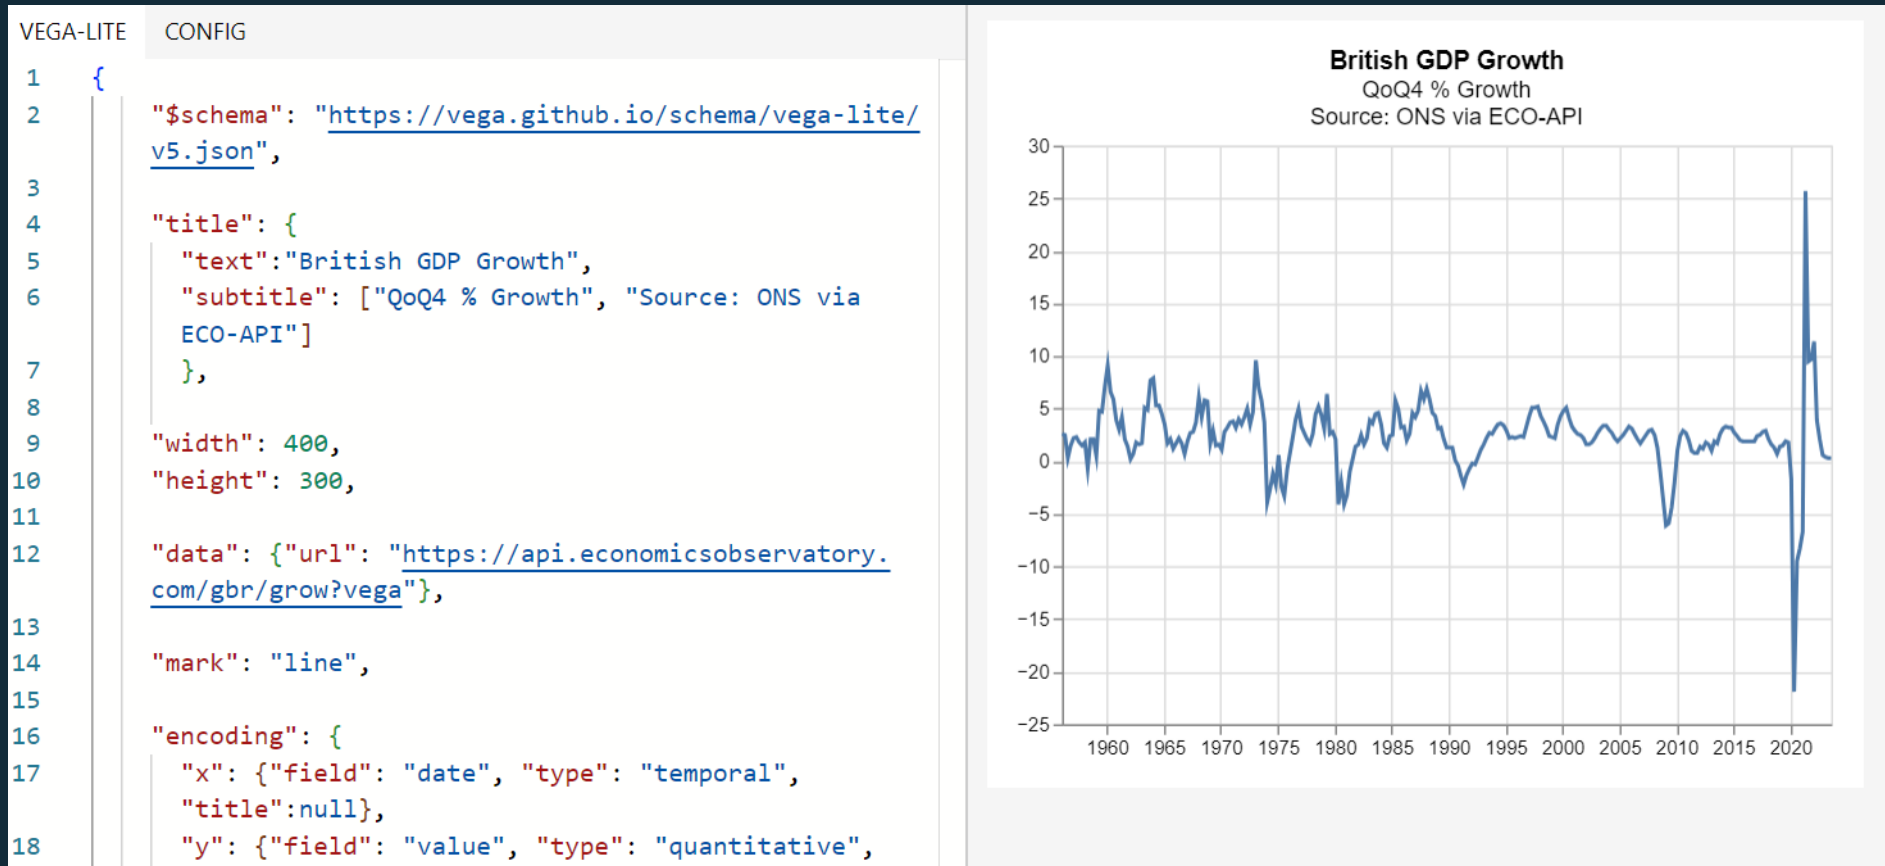 VEGA-LITE CONFIG
1 {
2 "$schema": "https://vega.github.io/schema/vega-lite/
v5.json",
3
4 "title": {
5 "text":"British GDP Growth",
6 "subtitle": ["QoQ4 % Growth", "Source: ONS via
ECO-API"]
7 },
8
9 "width": 400,
10 "height": 300,
11
12 "data": {"url": "https://api.economicsobservatory.
com/gbr/grow?vega"},
13
14 "mark": "line",
15
16 "encoding": {
17 "x": {"field": "date", "type": "temporal",
"title":null},
18 "y": {"field": "value", "type": "quantitative",
British GDP Growth
QoQ4 % Growth
Source: ONS via ECO-API
30
25
20
15
10
5
0
−5
−10
−15
−20
−25
1960 1965 1970 1975 1980 1985 1990 1995 2000 2005 2010 2015 2020